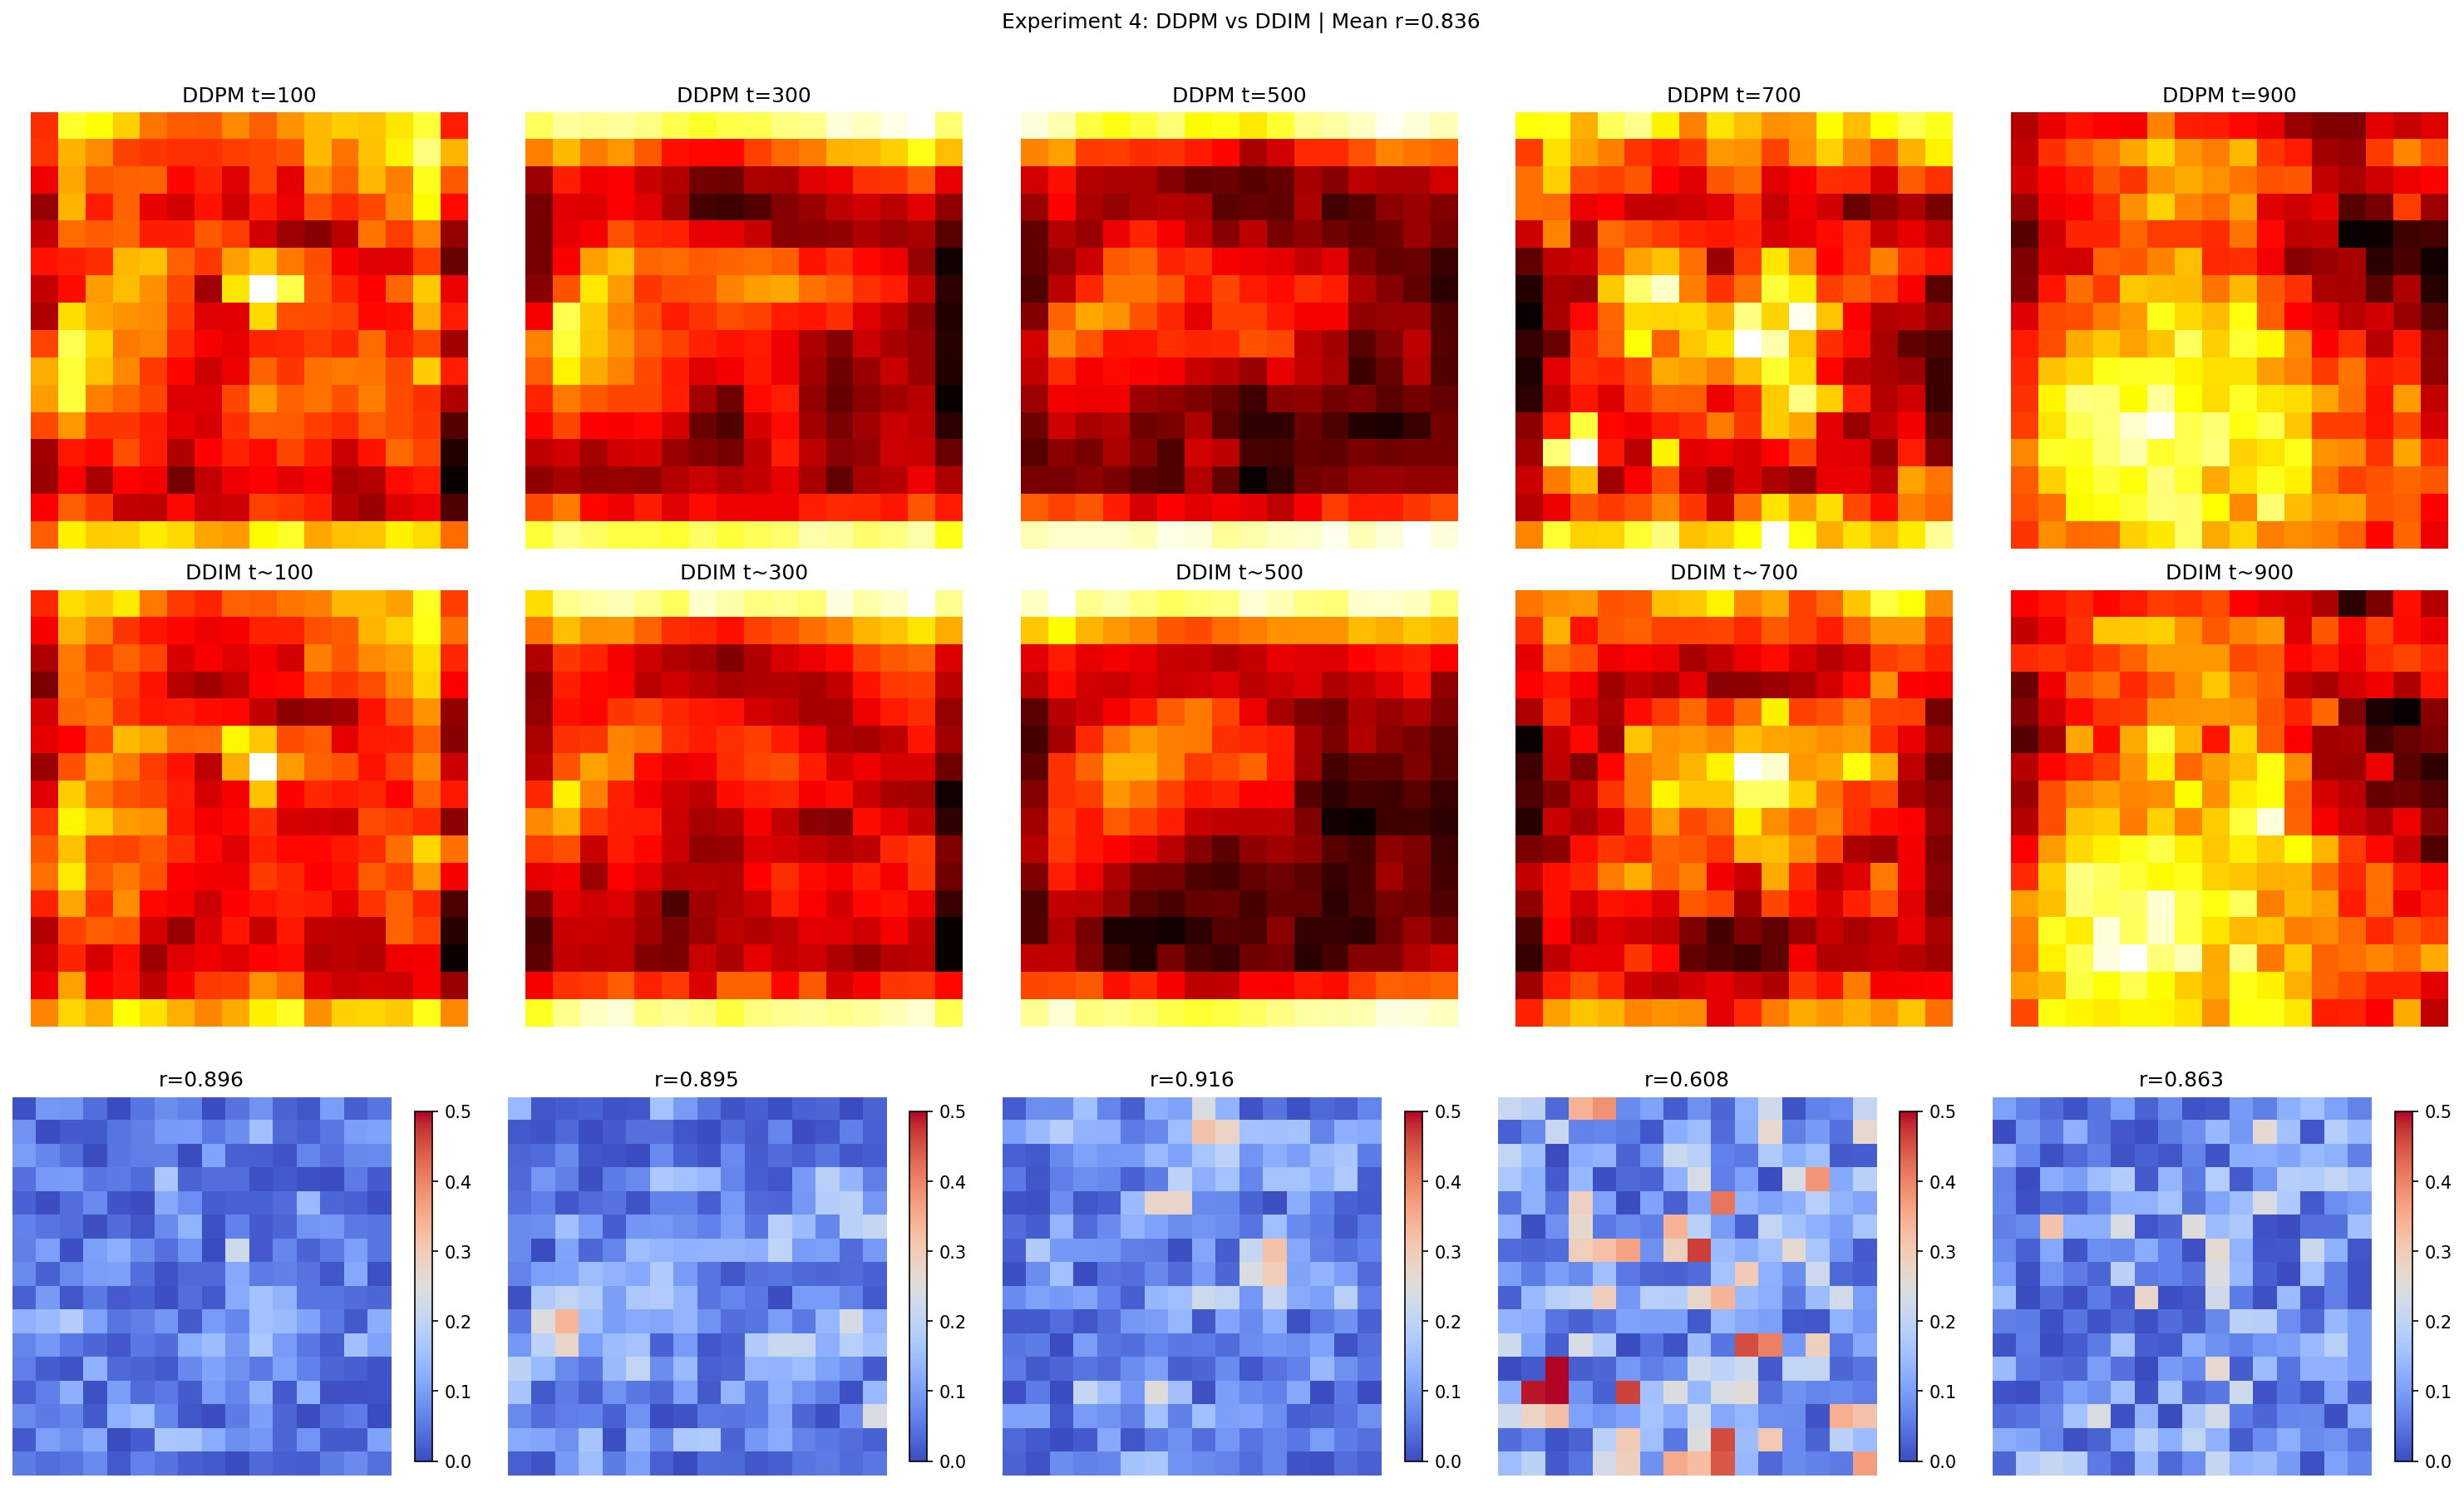 Experiment 4: DDPM vs DDIM | Mean r=0.836
DDPM t=100
DDPM t=300
DDPM t=500
DDPM t=700
DDPM t=900
DDIM t~100
DDIM t~300
DDIM t~500
DDIM t~700
DDIM t~900
r=0.896
0.5
0.4
0.3
0.2
0.1
0.0
r=0.895
0.5
0.4
0.3
0.2
0.1
0.0
r=0.916
0.5
0.4
0.3
0.2
0.1
0.0
r=0.608
0.5
0.4
0.3
0.2
0.1
0.0
r=0.863
0.5
0.4
0.3
0.2
0.1
0.0